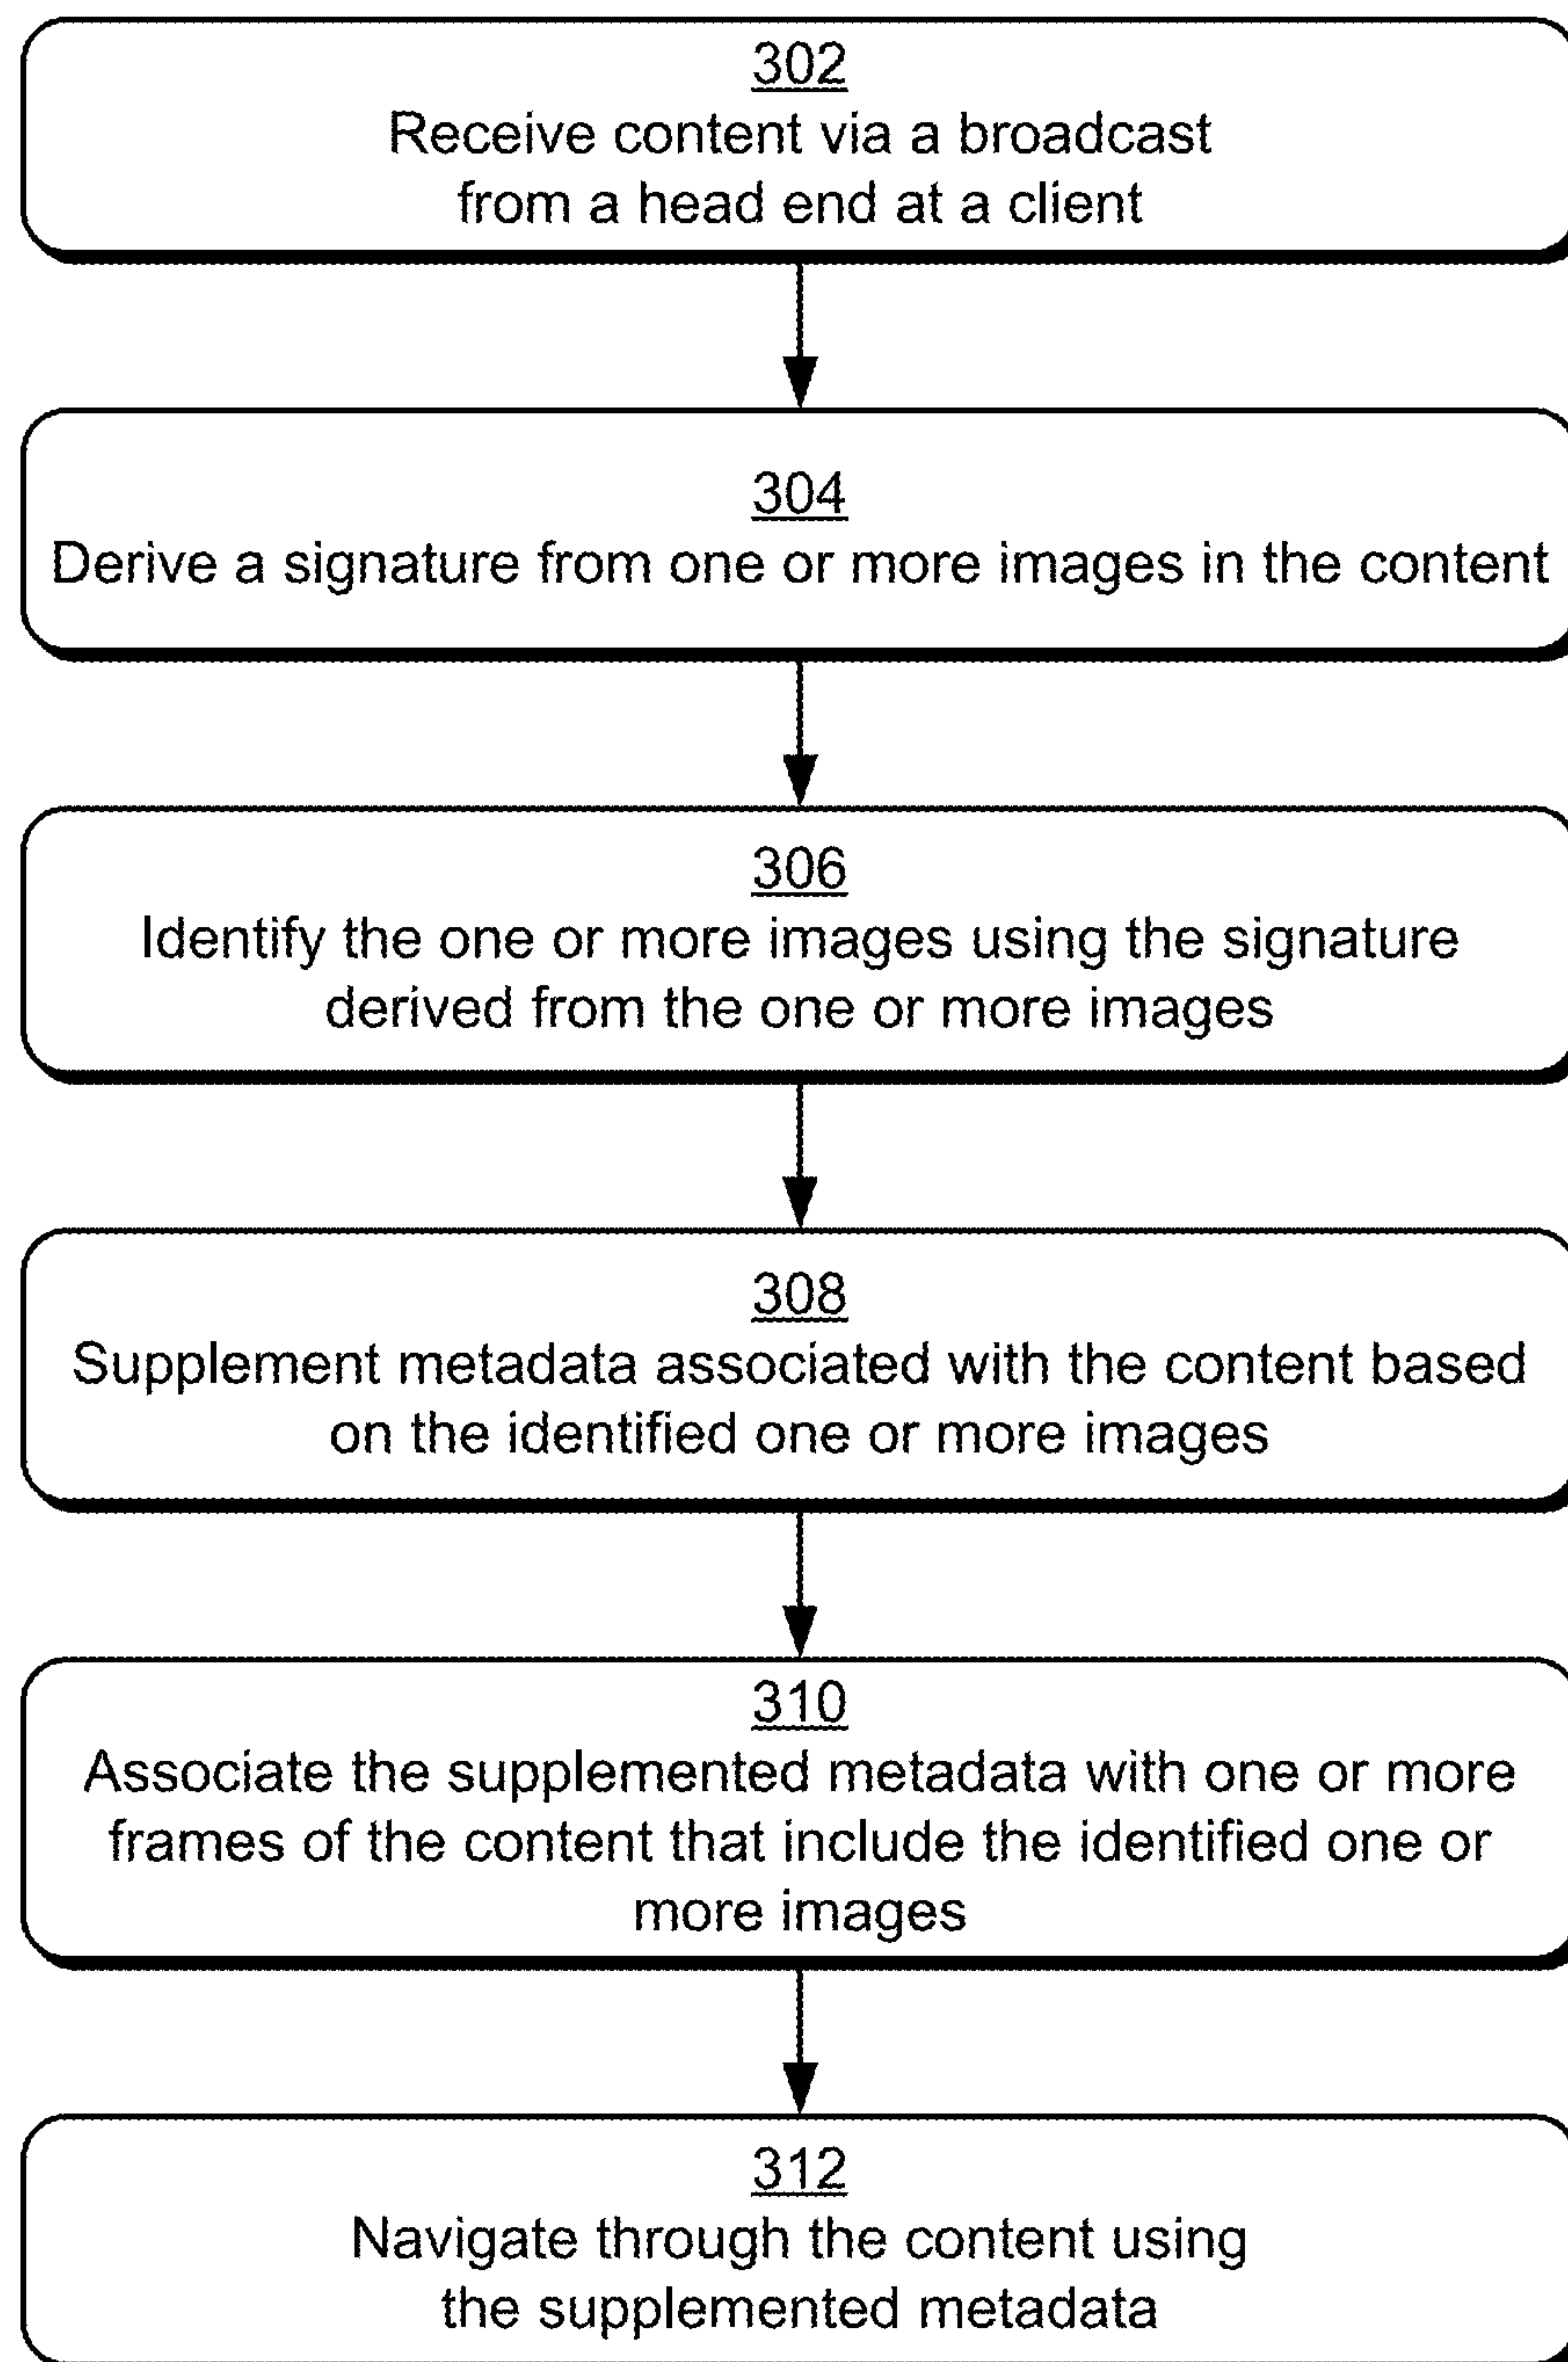 302
Receive content via a broadcast
from a head end at a client
304
Derive a signature from one or more images in the content
306
Identify the one or more images using the signature
derived from the one or more images
308
Supplement metadata associated with the content based
on the identified one or more images
310
Associate the supplemented metadata with one or more
frames of the content that include the identified one or
more images
312
Navigate through the content using
the supplemented metadata